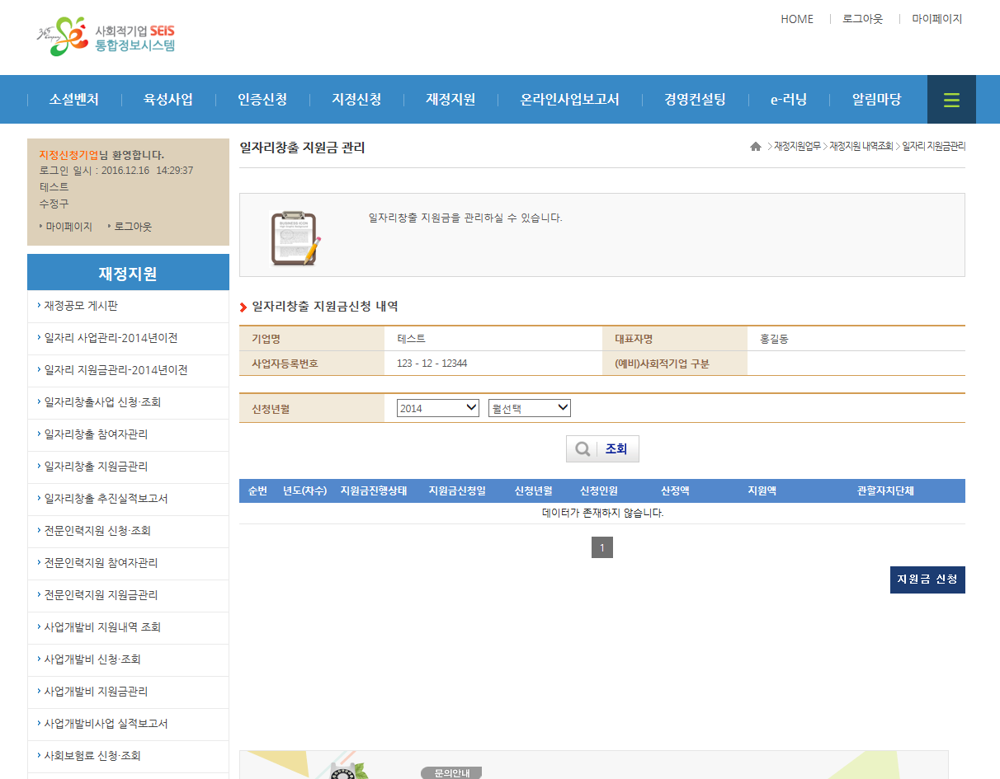 365 Company
사회적기업 SEIS
통합정보시스템
HOME 로그아웃 마이페이지
소셜벤처 육성사업 인증신청 지정신청 재정지원 온라인사업보고서 경영컨설팅 e-러닝 알림마당
지정신청기업님 환영합니다.
로그인 일시 : 2016.12.16 14:29:37
테스트
수정구
마이페이지 로그아웃
재정지원
재정공모 게시판
일자리 사업관리-2014년이전
일자리 지원금관리-2014년이전
일자리창출사업 신청·조회
일자리창출 참여자관리
일자리창출 지원금관리
일자리창출 추진실적보고서
전문인력지원 신청·조회
전문인력지원 참여자관리
전문인력지원 지원금관리
사업개발비 지원내역 조회
사업개발비 신청·조회
사업개발비 지원금관리
사업개발비사업 실적보고서
사회보험료 신청·조회
일자리창출 지원금 관리
> 재정지원업무 > 재정지원 내역조회 > 일자리 지원금관리
BUSINESS ICON
일자리창출 지원금을 관리하실 수 있습니다.
일자리창출 지원금신청 내역
기업명 테스트 대표자명 홍길동
사업자등록번호 123 - 12 - 12344 (예비)사회적기업 구분
신청년월 2014 월선택
조회
순번 년도(차수) 지원금진행상태 지원금신청일 신청년월 신청인원 산정액 지원액 관할자치단체
데이터가 존재하지 않습니다.
1
지원금 신청
문의안내